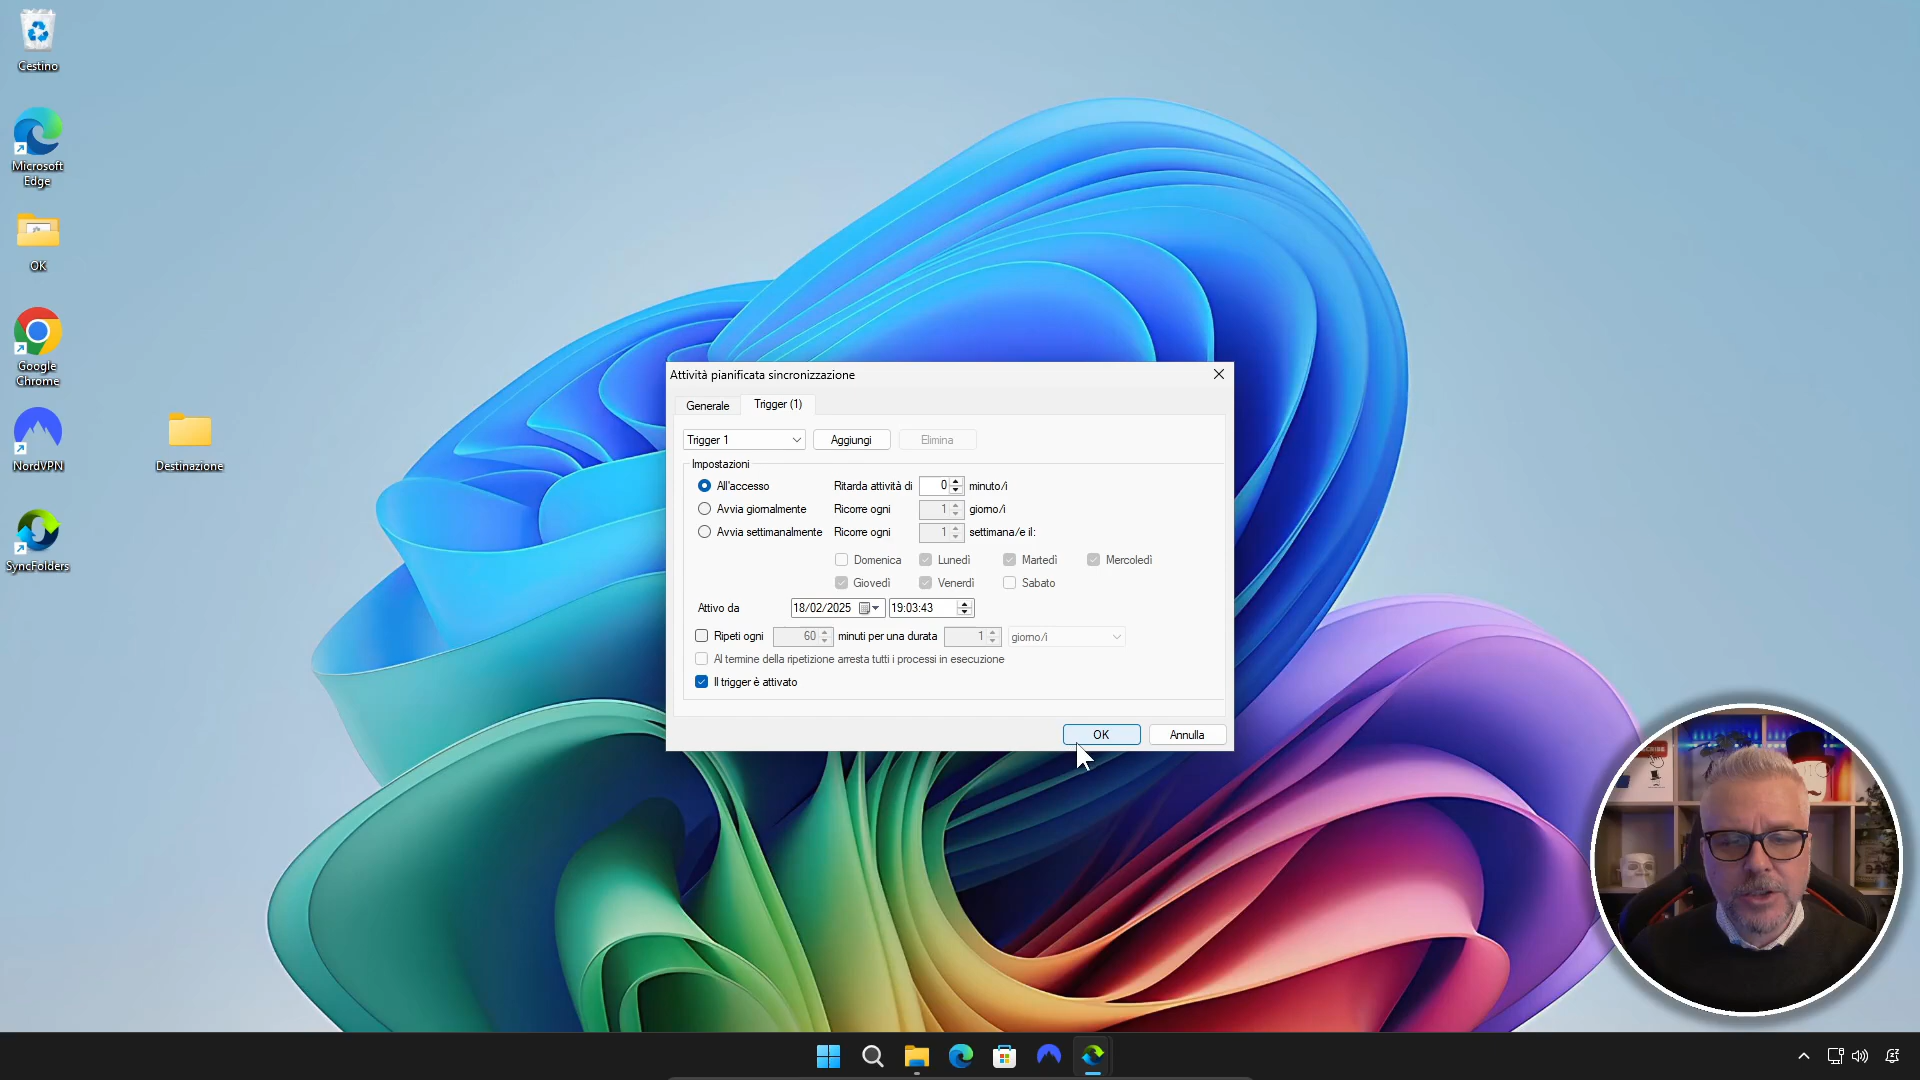 Cestino
Microsoft
Edge
OK
Google
Chrome
NordVPN
SyncFolders
Destinazione
Attività pianificata sincronizzazione
Generale
Trigger (1)
Trigger 1
Aggiungi
Elimina
Impostazioni
All'accesso Ritarda attività di 0 minuto/i
Avvia giornalmente Ricorre ogni 1 giorno/i
Avvia settimanalmente Ricorre ogni 1 settimana/e il:
Domenica Lunedì Martedì Mercoledì
Giovedì Venerdì Sabato
Attivo da 18/02/2025 19:03:43
Ripeti ogni 60 minuti per una durata 1 giorno/i
Al termine della ripetizione arresta tutti i processi in esecuzione
Il trigger è attivato
OK Annulla